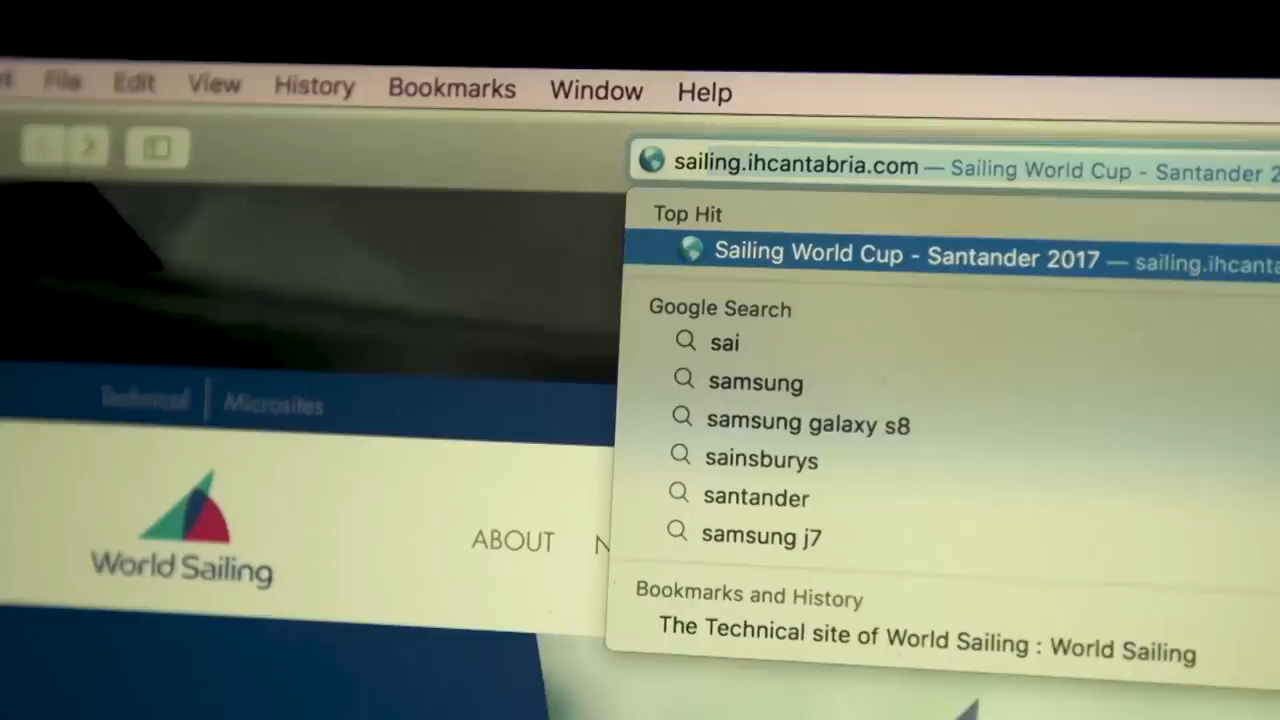 File Edit View History Bookmarks Window Help
sailing.ihcantabria.com — Sailing World Cup - Santander 2
Top Hit
Sailing World Cup - Santander 2017 — sailing.ihcanta
Google Search
sai
samsung
samsung galaxy s8
sainsburys
santander
samsung j7
Bookmarks and History
The Technical site of World Sailing : World Sailing
Technical | Microsites
World Sailing
ABOUT N